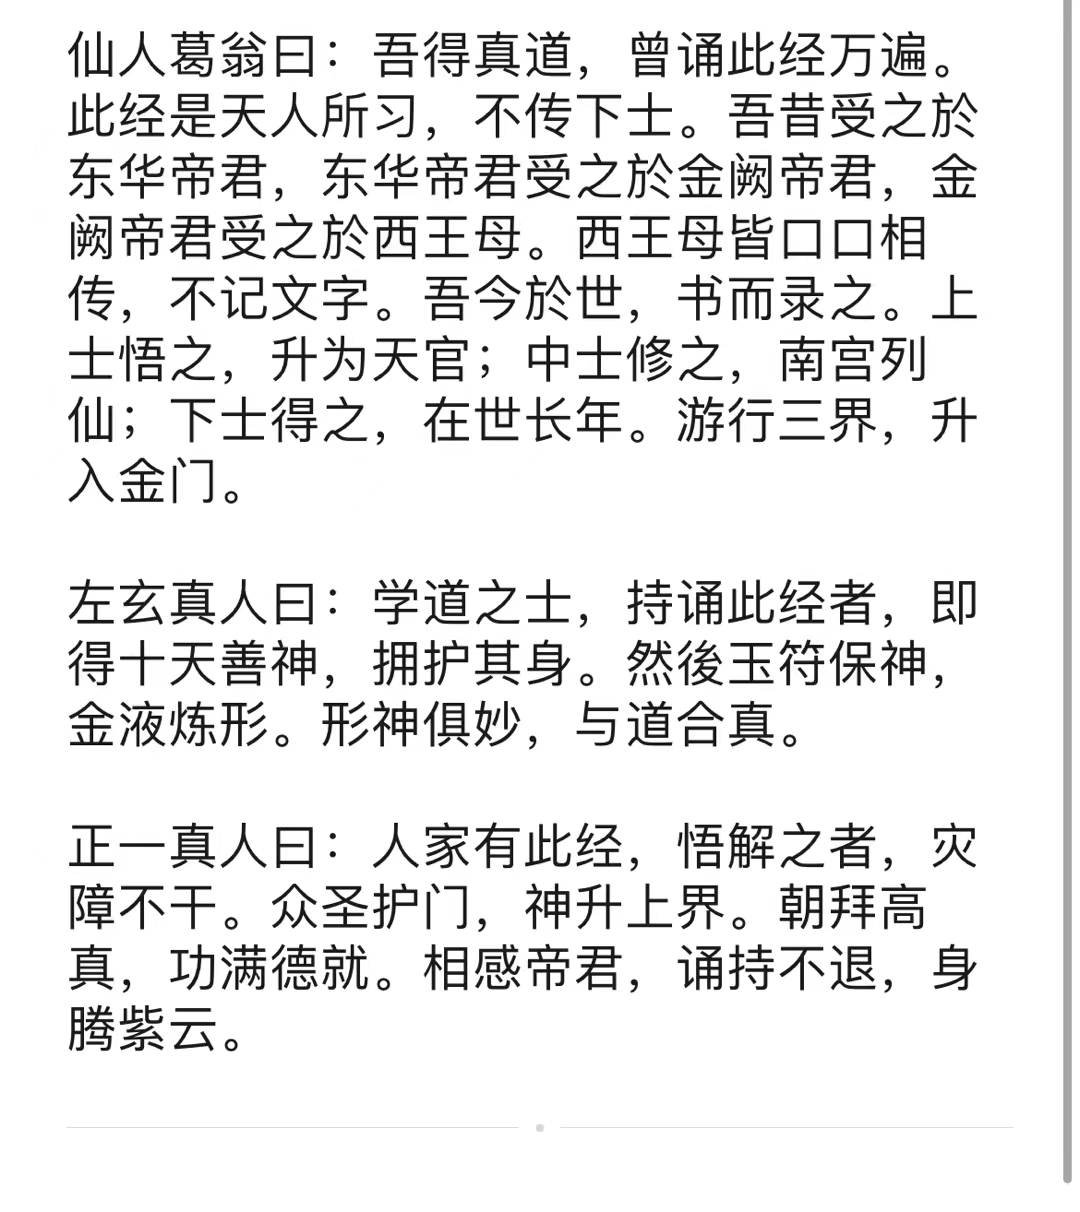 仙人葛翁曰：吾得真道，曾诵此经万遍。
此经是天人所习，不传下士。吾昔受之於
东华帝君，东华帝君受之於金阙帝君，金
阙帝君受之於西王母。西王母皆口口相
传，不记文字。吾今於世，书而录之。上
士悟之，升为天官；中士修之，南宫列
仙；下士得之，在世长年。游行三界，升
入金门。
左玄真人曰：学道之士，持诵此经者，即
得十天善神，拥护其身。然後玉符保神，
金液炼形。形神俱妙，与道合真。
正一真人曰：人家有此经，悟解之者，灾
障不干。众圣护门，神升上界。朝拜高
真，功满德就。相感帝君，诵持不退，身
腾紫云。